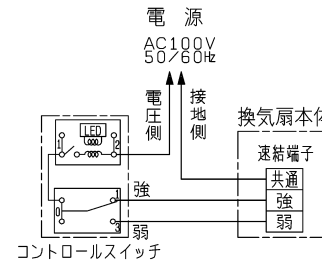 電源
AC100V
50/60Hz
電圧側
接地側
換気扇本体
速結端子
共通
強
弱
LED
1
2
強
1
0
3
弱
コントロールスイッチ